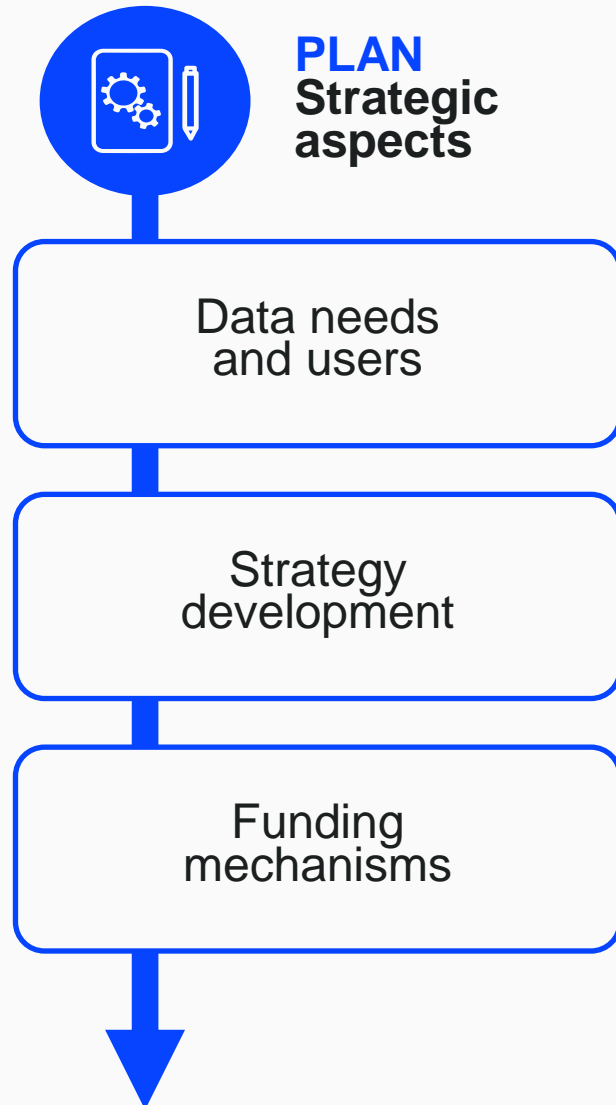 PLAN
Strategic
aspects
Data needs
and users
Strategy
development
Funding
mechanisms